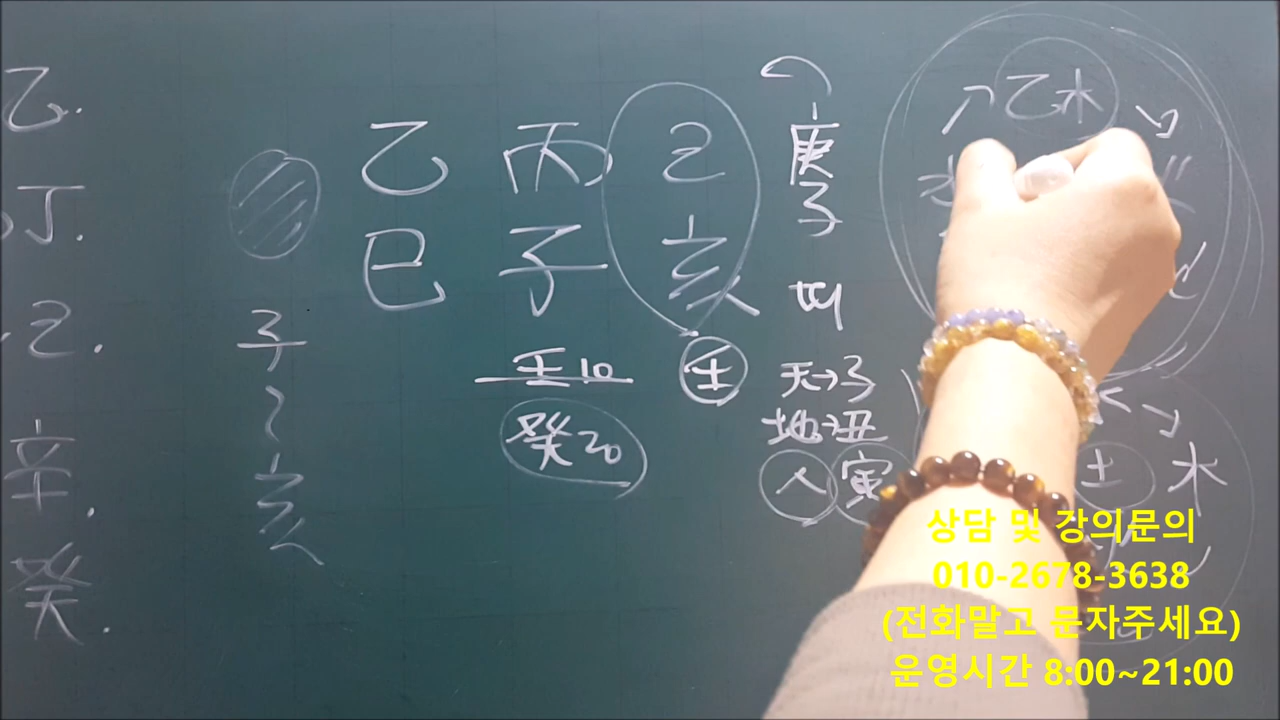 乙.
丁.
己.
辛.
癸.
子
~
亥
乙 丙 己
巳 子 亥
壬10 壬
癸20
庚
子
天→子
地→丑
人 寅
乙木
土 木
상담 및 강의문의
010-2678-3638
(전화말고 문자주세요)
운영시간 8:00~21:00